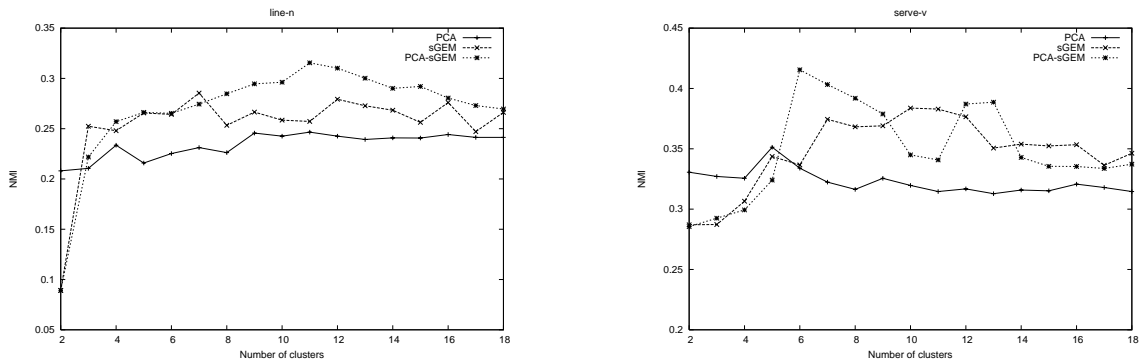 line-n
PCA
sGEM
PCA-sGEM
NMI
0.35
0.3
0.25
0.2
0.15
0.1
0.05
2 4 6 8 10 12 14 16 18
Number of clusters
serve-v
PCA
sGEM
PCA-sGEM
NMI
0.45
0.4
0.35
0.3
0.25
0.2
2 4 6 8 10 12 14 16 18
Number of clusters